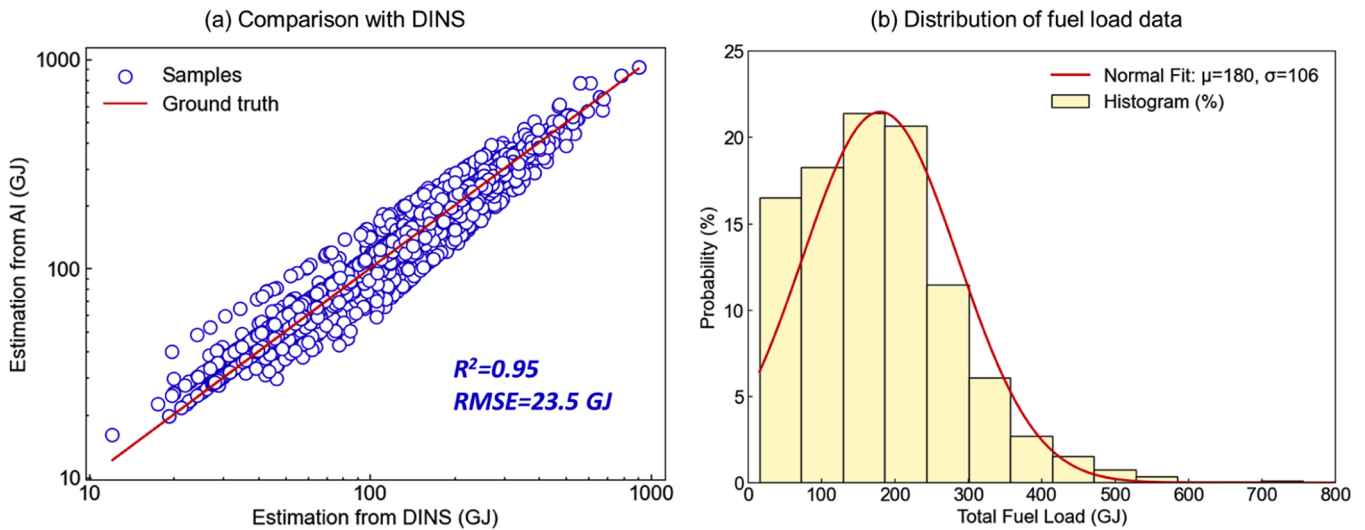 (a) Comparison with DINS
1000
100
10
10
100
1000
Estimation from AI (GJ)
Samples
Ground truth
R²=0.95
RMSE=23.5 GJ
Estimation from DINS (GJ)
(b) Distribution of fuel load data
25
20
15
10
5
0
Probability (%)
Normal Fit: μ=180, σ=106
Histogram (%)
0
100
200
300
400
500
600
700
800
Total Fuel Load (GJ)